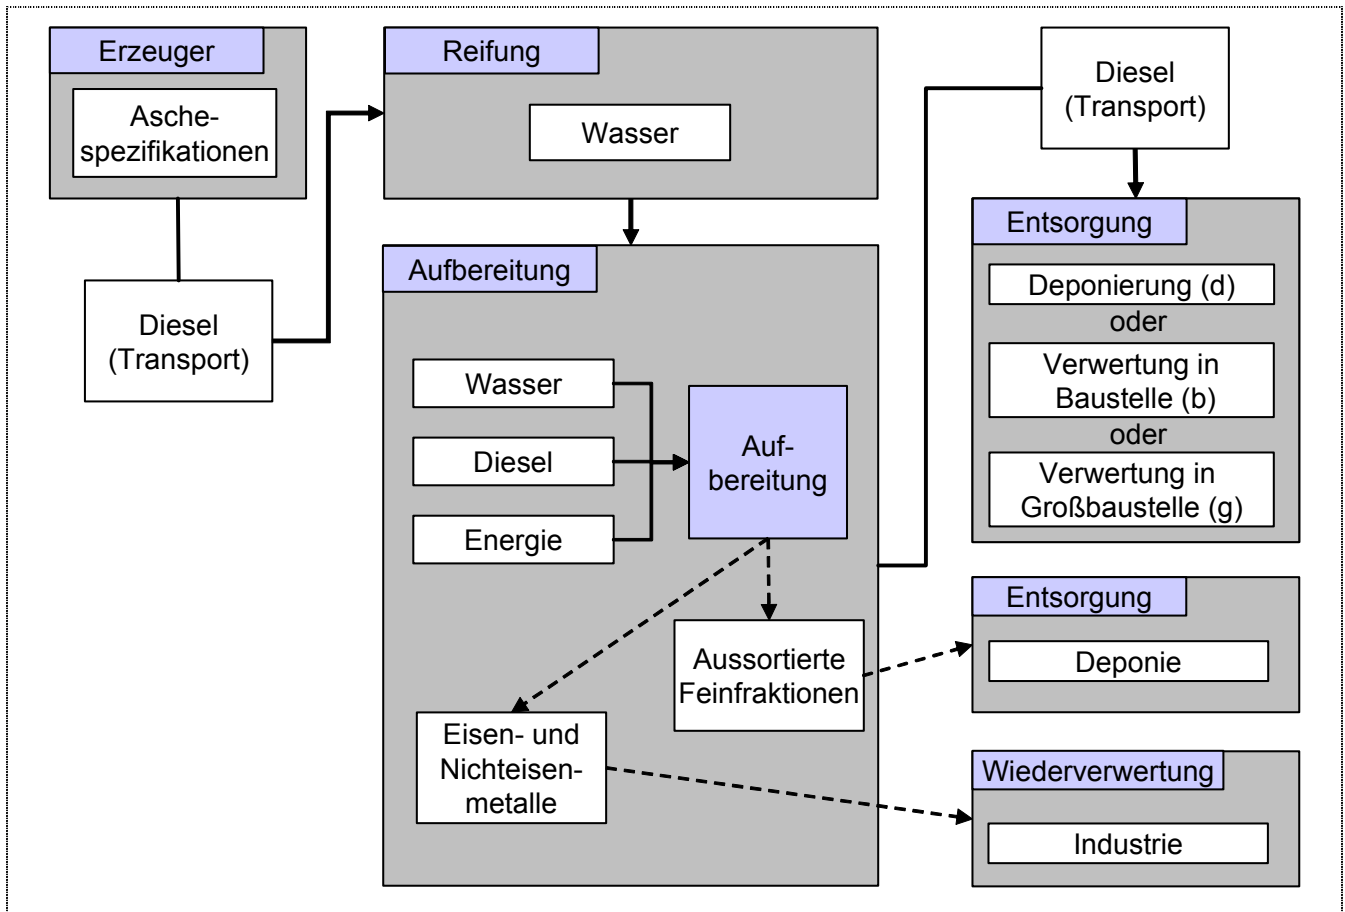 Erzeuger
Asche-
spezifikationen
Diesel
(Transport)
Reifung
Wasser
Aufbereitung
Wasser
Diesel
Energie
Auf-
bereitung
Aussortierte
Feinfraktionen
Eisen- und
Nichteisen-
metalle
Diesel
(Transport)
Entsorgung
Deponierung (d)
oder
Verwertung in
Baustelle (b)
oder
Verwertung in
Großbaustelle (g)
Entsorgung
Deponie
Wiederverwertung
Industrie